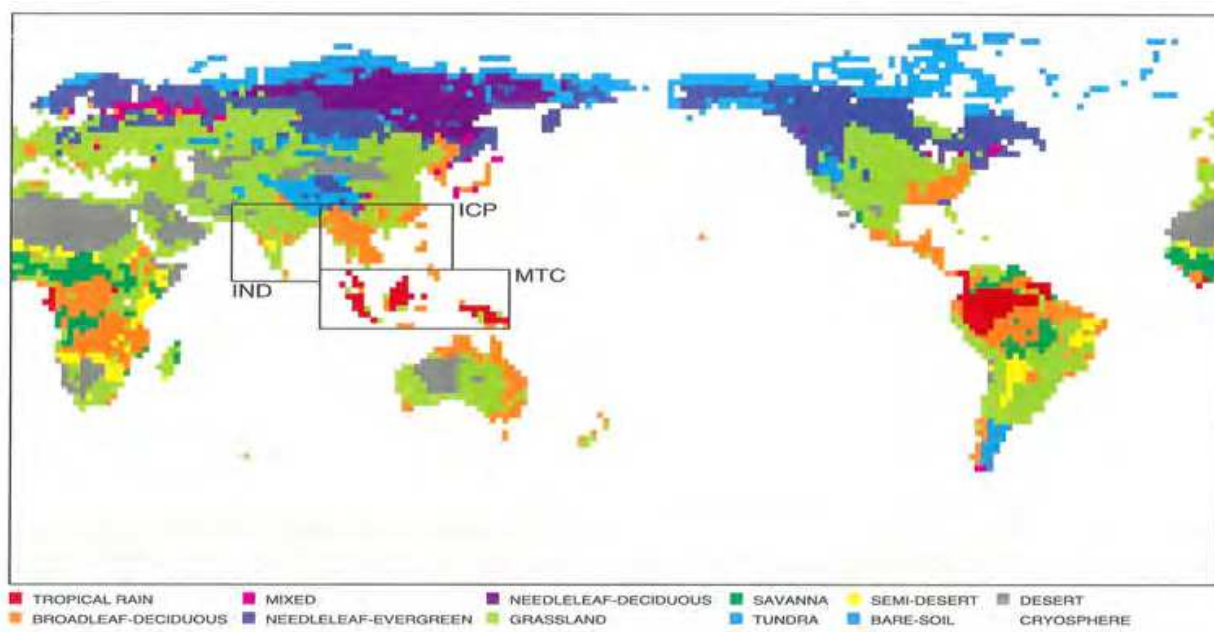 ICP
MTC
IND
TROPICAL RAIN MIXED NEEDLELEAF-DECIDUOUS SAVANNA SEMI-DESERT DESERT
BROADLEAF-DECIDUOUS NEEDLELEAF-EVERGREEN GRASSLAND TUNDRA BARE-SOIL CRYOSPHERE